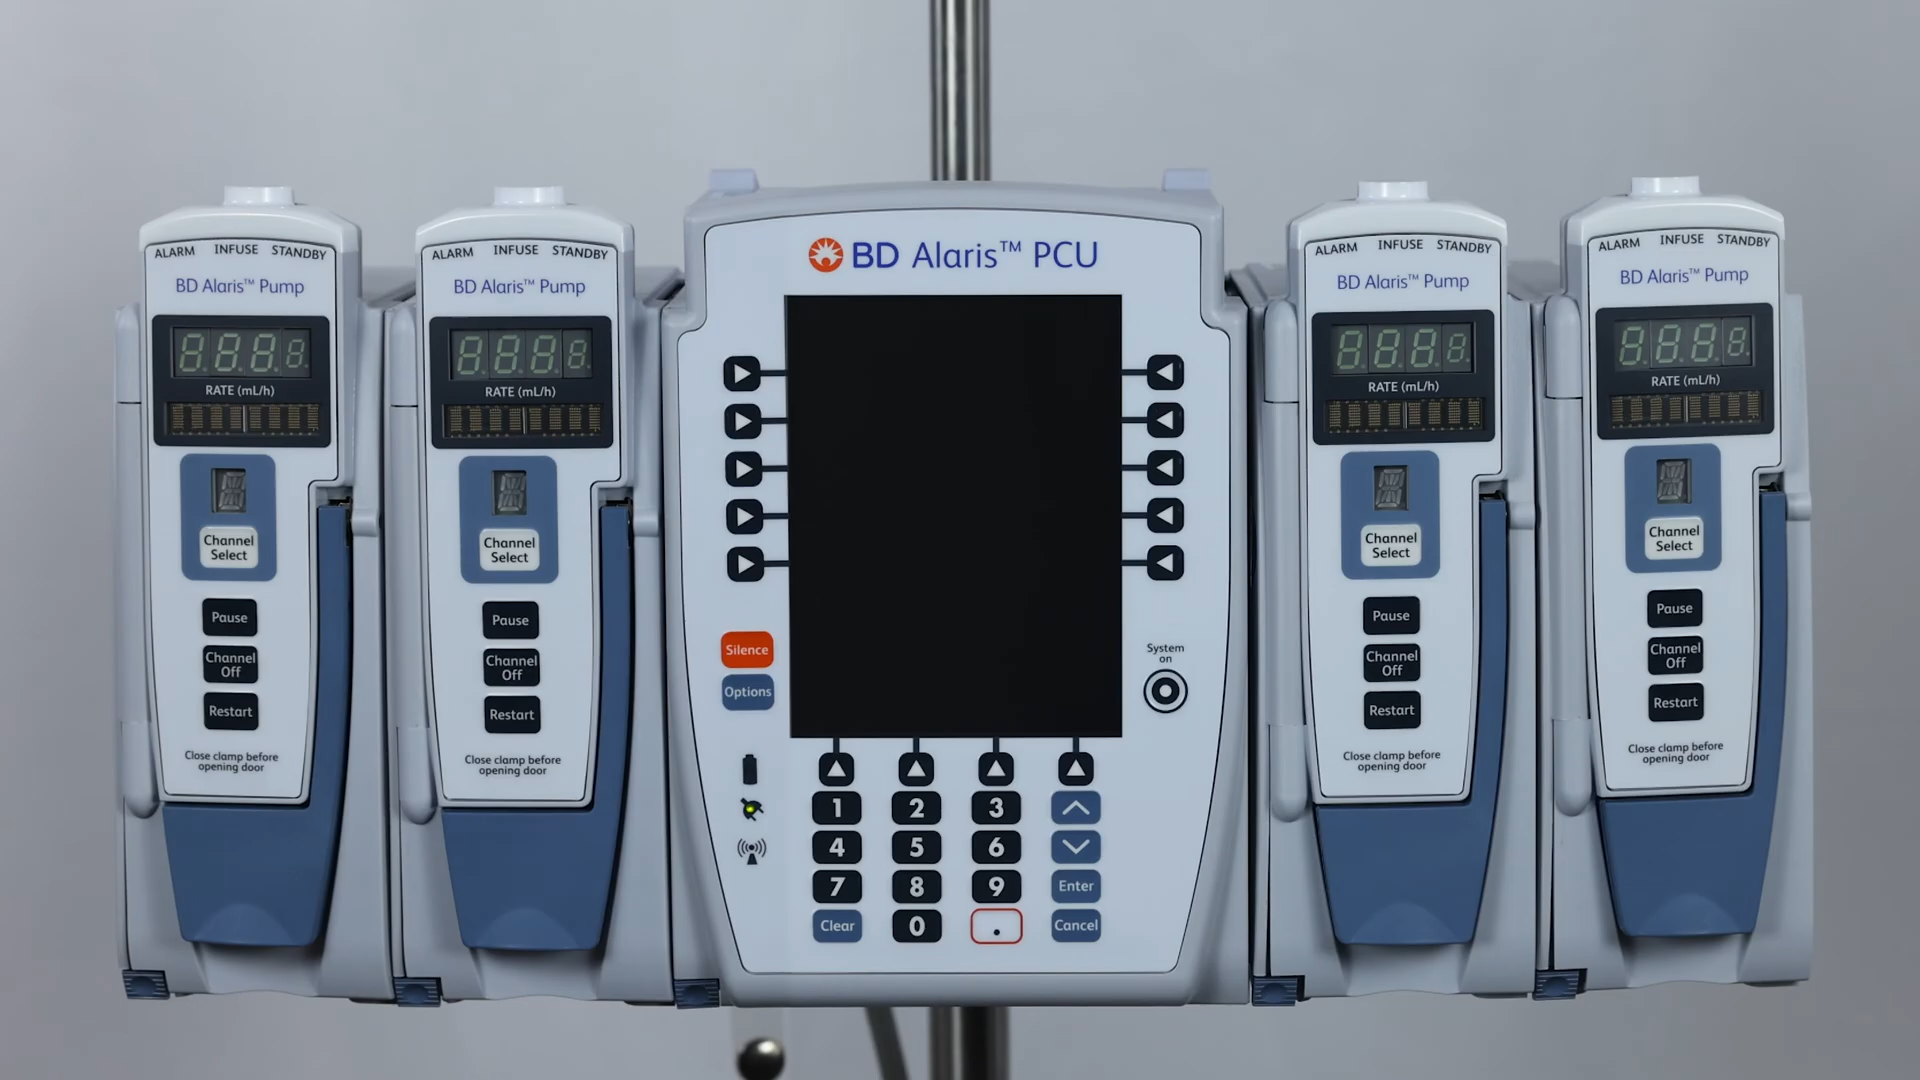 ALARM INFUSE STANDBY
BD Alaris™ Pump
RATE (mL/h)
Channel
Select
Pause
Channel
Off
Restart
Close clamp before
opening door
ALARM INFUSE STANDBY
BD Alaris™ Pump
RATE (mL/h)
Channel
Select
Pause
Channel
Off
Restart
Close clamp before
opening door
BD Alaris™ PCU
Silence
Options
System
on
1 2 3
4 5 6
7 8 9 Enter
Clear 0 . Cancel
ALARM INFUSE STANDBY
BD Alaris™ Pump
RATE (mL/h)
Channel
Select
Pause
Channel
Off
Restart
Close clamp before
opening door
ALARM INFUSE STANDBY
BD Alaris™ Pump
RATE (mL/h)
Channel
Select
Pause
Channel
Off
Restart
Close clamp before
opening door